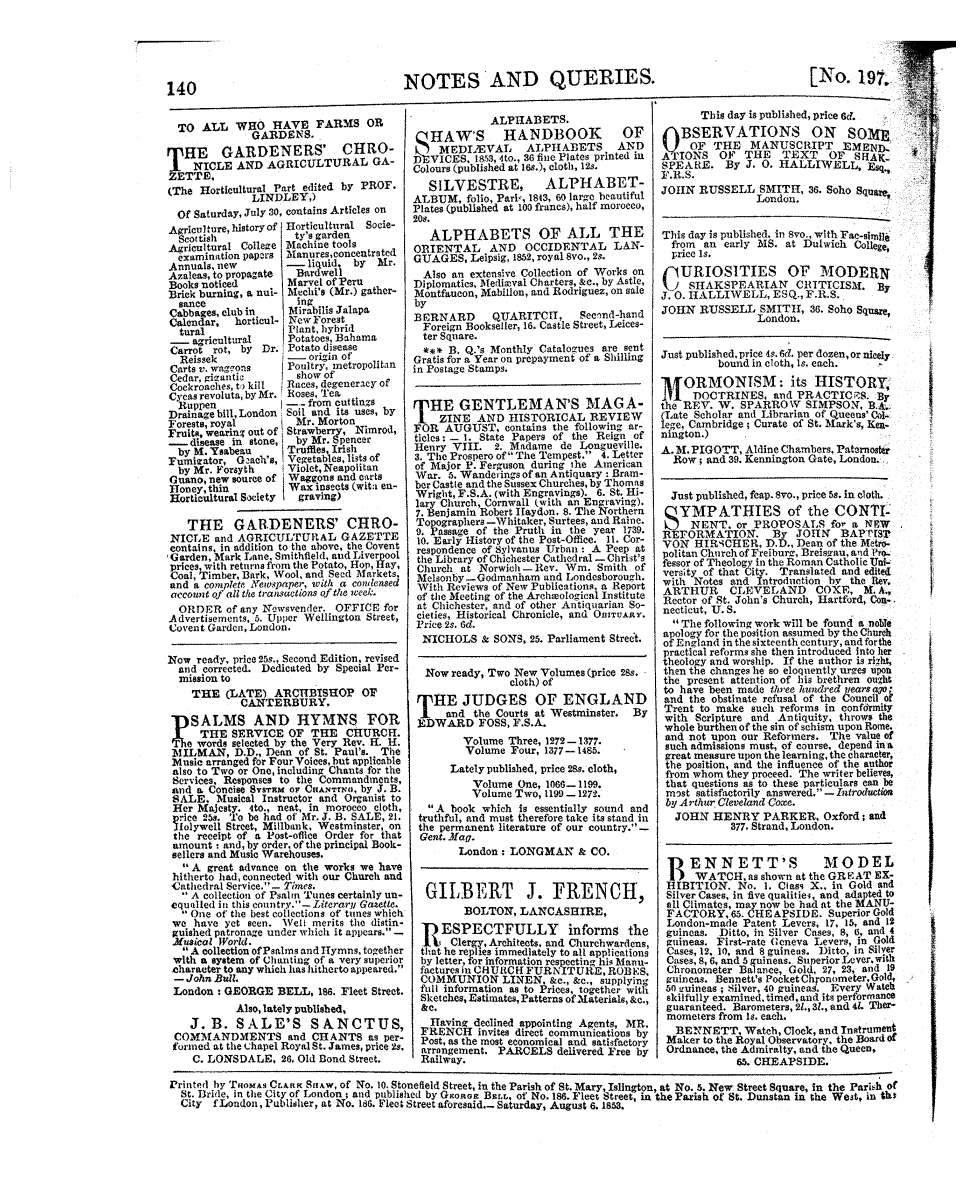 140
NOTES AND QUERIES.
[No. 197.
TO ALL WHO HAVE FARMS OR
GARDENS.
THE GARDENERS' CHRO-
NICLE AND AGRICULTURAL GA-
ZETTE,
(The Horticultural Part edited by PROF.
LINDLEY,)
Of Saturday, July 30, contains Articles on
Agriculture, history of
Scottish
Agricultural College
examination papers
Annuals, new
Azaleas, to propagate
Books noticed
Brick burning, a nui-
sance
Cabbages, club in
Calendar, horticul-
tural
—— agricultural
Carrot rot, by Dr.
Reissek
Carts v. waggons
Cedar, gigantic
Cockroaches, to kill
Cycas revoluta, by Mr.
Ruppen
Drainage bill, London
Forests, royal
Fruits, wearing out of
—— disease in stone,
by M. Ysabeau
Fumigator, Geach's,
by Mr. Forsyth
Guano, new source of
Honey, thin
Horticultural Society
Horticultural Socie-
ty's garden
Machine tools
Manures, concentrated
—— liquid, by Mr.
Bardwell
Marvel of Peru
Mechi's (Mr.) gather-
ing
Mirabilis Jalapa
New Forest
Plant, hybrid
Potatoes, Bahama
Potato disease
—— origin of
Poultry, metropolitan
show of
Races, degeneracy of
Roses, Tea
—— from cuttings
Soil and its uses, by
Mr. Morton
Strawberry, Nimrod,
by Mr. Spencer
Truffles, Irish
Vegetables, lists of
Violet, Neapolitan
Waggons and carts
Wax insects (with en-
graving)
THE GARDENERS' CHRO-
NICLE and AGRICULTURAL GAZETTE
contains, in addition to the above, the Covent
Garden, Mark Lane, Smithfield, and Liverpool
prices, with returns from the Potato, Hop, Hay,
Coal, Timber, Bark, Wool, and Seed Markets,
and a complete Newspaper, with a condensed
account of all the transactions of the week.
ORDER of any Newsvender. OFFICE for
Advertisements, 5. Upper Wellington Street,
Covent Garden, London.
Now ready, price 25s., Second Edition, revised
and corrected. Dedicated by Special Per-
mission to
THE (LATE) ARCHBISHOP OF
CANTERBURY.
PSALMS AND HYMNS FOR
THE SERVICE OF THE CHURCH.
The words selected by the Very Rev. H. H.
MILMAN, D.D., Dean of St. Paul's. The
Music arranged for Four Voices, but applicable
also to Two or One, including Chants for the
Services, Responses to the Commandments,
and a Concise SYSTEM OF CHANTING, by J. B.
SALE, Musical Instructor and Organist to
Her Majesty. 4to., neat, in morocco cloth,
price 25s. To be had of Mr. J. B. SALE, 21.
Holywell Street, Millbank, Westminster, on
the receipt of a Post-office Order for that
amount: and, by order, of the principal Book-
sellers and Music Warehouses.
"A great advance on the works we have
hitherto had, connected with our Church and
Cathedral Service."—Times.
"A collection of Psalm Tunes certainly un-
equalled in this country."—Literary Gazette.
"One of the best collections of tunes which
we have yet seen. Well merits the distin-
guished patronage under which it appears."—
Musical World.
"A collection of Psalms and Hymns, together
with a system of Chanting of a very superior
character to any which has hitherto appeared."
—John Bull.
London: GEORGE BELL, 186. Fleet Street.
Also, lately published,
J. B. SALE'S SANCTUS,
COMMANDMENTS and CHANTS as per-
formed at the Chapel Royal St. James, price 2s.
C. LONSDALE, 26. Old Bond Street.
ALPHABETS.
SHAW'S HANDBOOK OF
MEDIÆVAL ALPHABETS AND
DEVICES, 1853, 4to., 36 fine Plates printed in
Colours (published at 16s.), cloth, 12s.
SILVESTRE, ALPHABET-
ALBUM, folio, Paris, 1843, 60 large beautiful
Plates (published at 100 francs), half morocco,
20s.
ALPHABETS OF ALL THE
ORIENTAL AND OCCIDENTAL LAN-
GUAGES, Leipsig, 1852, royal 8vo., 2s.
Also an extensive Collection of Works on
Diplomatics, Mediæval Charters, &c., by Astle,
Montfaucon, Mabillon, and Rodriguez, on sale
by
BERNARD QUARITCH, Second-hand
Foreign Bookseller, 16. Castle Street, Leices-
ter Square.
*** B. Q.'s Monthly Catalogues are sent
Gratis for a Year on prepayment of a Shilling
in Postage Stamps.
THE GENTLEMAN'S MAGA-
ZINE AND HISTORICAL REVIEW
FOR AUGUST, contains the following ar-
ticles:—1. State Papers of the Reign of
Henry VIII. 2. Madame de Longueville.
3. The Prospero of "The Tempest." 4. Letter
of Major P. Ferguson during the American
War. 5. Wanderings of an Antiquary: Bram-
ber Castle and the Sussex Churches, by Thomas
Wright, F.S.A. (with Engravings). 6. St. Hi-
lary Church, Cornwall (with an Engraving).
7. Benjamin Robert Haydon. 8. The Northern
Topographers—Whitaker, Surtees, and Raine.
9. Passage of the Pruth in the year 1739.
10. Early History of the Post-Office. 11. Cor-
respondence of Sylvanus Urban: A Peep at
the Library of Chichester Cathedral—Christ's
Church at Norwich—Rev. Wm. Smith of
Melsonby—Godmanham and Londesborough.
With Reviews of New Publications, a Report
of the Meeting of the Archæological Institute
at Chichester, and of other Antiquarian So-
cieties, Historical Chronicle, and OBITUARY.
Price 2s. 6d.
NICHOLS & SONS, 25. Parliament Street.
Now ready, Two New Volumes (price 28s.
cloth) of
THE JUDGES OF ENGLAND
and the Courts at Westminster. By
EDWARD FOSS, F.S.A.
Volume Three, 1272—1377.
Volume Four, 1377—1485.
Lately published, price 28s. cloth,
Volume One, 1066—1199.
Volume Two, 1199—1272.
"A book which is essentially sound and
truthful, and must therefore take its stand in
the permanent literature of our country."—
Gent. Mag.
London: LONGMAN & CO.
GILBERT J. FRENCH,
BOLTON, LANCASHIRE,
RESPECTFULLY informs the
Clergy, Architects, and Churchwardens,
that he replies immediately to all applications
by letter, for information respecting his Manu-
factures in CHURCH FURNITURE, ROBES,
COMMUNION LINEN, &c., &c., supplying
full information as to Prices, together with
Sketches, Estimates, Patterns of Materials, &c.,
&c.
Having declined appointing Agents, MR.
FRENCH invites direct communications by
Post, as the most economical and satisfactory
arrangement. PARCELS delivered Free by
Railway.
This day is published, price 6d.
OBSERVATIONS ON SOME
OF THE MANUSCRIPT EMEND-
ATIONS OF THE TEXT OF SHAK-
SPEARE. By J. O. HALLIWELL, Esq.,
F.R.S.
JOHN RUSSELL SMITH, 36. Soho Square,
London.
This day is published, in 8vo., with Fac-simile
from an early MS. at Dulwich College,
price 1s.
CURIOSITIES OF MODERN
SHAKSPEARIAN CRITICISM. By
J. O. HALLIWELL, ESQ., F.R.S.
JOHN RUSSELL SMITH, 36. Soho Square,
London.
Just published, price 4s. 6d. per dozen, or nicely
bound in cloth, 1s. each.
MORMONISM: its HISTORY,
DOCTRINES, and PRACTICES. By
the REV. W. SPARROW SIMPSON, B.A.
(Late Scholar and Librarian of Queens' Col-
lege, Cambridge; Curate of St. Mark's, Ken-
nington.)
A. M. PIGOTT, Aldine Chambers, Paternoster
Row; and 39. Kennington Gate, London.
Just published, fcap. 8vo., price 5s. in cloth.
SYMPATHIES of the CONTI-
NENT, or PROPOSALS for a NEW
REFORMATION. By JOHN BAPTIST
VON HIRSCHER, D.D., Dean of the Metro-
politan Church of Freiburg, Breisgau, and Pro-
fessor of Theology in the Roman Catholic Uni-
versity of that City. Translated and edited
with Notes and Introduction by the Rev.
ARTHUR CLEVELAND COXE, M.A.,
Rector of St. John's Church, Hartford, Con-
necticut, U. S.
"The following work will be found a noble
apology for the position assumed by the Church
of England in the sixteenth century, and for the
practical reforms she then introduced into her
theology and worship. If the author is right,
then the changes he so eloquently urges upon
the present attention of his brethren ought
to have been made three hundred years ago;
and the obstinate refusal of the Council of
Trent to make such reforms in conformity
with Scripture and Antiquity, throws the
whole burthen of the sin of schism upon Rome,
and not upon our Reformers. The value of
such admissions must, of course, depend in a
great measure upon the learning, the character,
the position, and the influence of the author
from whom they proceed. The writer believes,
that questions as to these particulars can be
most satisfactorily answered."—Introduction
by Arthur Cleveland Coxe.
JOHN HENRY PARKER, Oxford; and
377. Strand, London.
BENNETT'S MODEL
WATCH, as shown at the GREAT EX-
HIBITION. No. 1. Class X., in Gold and
Silver Cases, in five qualities, and adapted to
all Climates, may now be had at the MANU-
FACTORY, 65. CHEAPSIDE. Superior Gold
London-made Patent Levers, 17, 15, and 12
guineas. Ditto, in Silver Cases, 8, 6, and 4
guineas. First-rate Geneva Levers, in Gold
Cases, 12, 10, and 8 guineas. Ditto, in Silver
Cases, 8, 6, and 5 guineas. Superior Lever, with
Chronometer Balance, Gold, 27, 23, and 19
guineas. Bennett's Pocket Chronometer, Gold,
50 guineas; Silver, 40 guineas. Every Watch
skilfully examined, timed, and its performance
guaranteed. Barometers, 2l., 3l., and 4l. Ther-
mometers from 1s. each.
BENNETT, Watch, Clock, and Instrument
Maker to the Royal Observatory, the Board of
Ordnance, the Admiralty, and the Queen,
65. CHEAPSIDE.
Printed by THOMAS CLARK SHAW, of No. 10. Stonefield Street, in the Parish of St. Mary, Islington, at No. 5. New Street Square, in the Parish of
St. Bride, in the City of London; and published by GEORGE BELL, of No. 186. Fleet Street, in the Parish of St. Dunstan in the West, in the
City f London, Publisher, at No. 186. Fleet Street aforesaid.—Saturday, August 6, 1853.